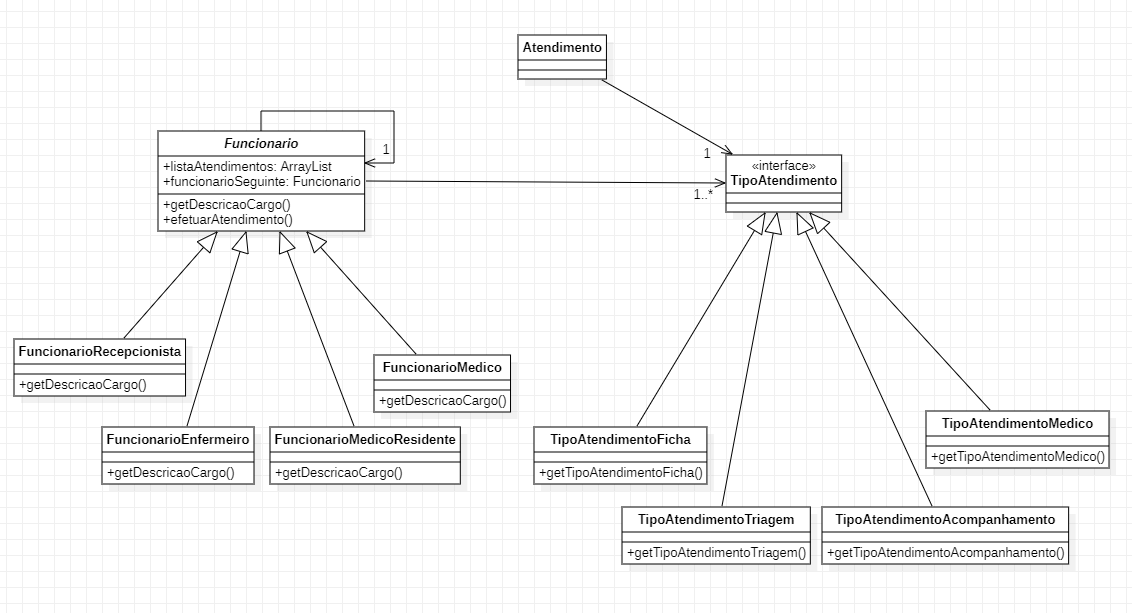 Atendimento
Funcionario
+listaAtendimentos: ArrayList
+funcionarioSeguinte: Funcionario
+getDescricaoCargo()
+efetuarAtendimento()
1
1
«interface»
TipoAtendimento
1..*
FuncionarioRecepcionista
+getDescricaoCargo()
FuncionarioMedico
+getDescricaoCargo()
FuncionarioEnfermeiro
+getDescricaoCargo()
FuncionarioMedicoResidente
+getDescricaoCargo()
TipoAtendimentoFicha
+getTipoAtendimentoFicha()
TipoAtendimentoMedico
+getTipoAtendimentoMedico()
TipoAtendimentoTriagem
+getTipoAtendimentoTriagem()
TipoAtendimentoAcompanhamento
+getTipoAtendimentoAcompanhamento()